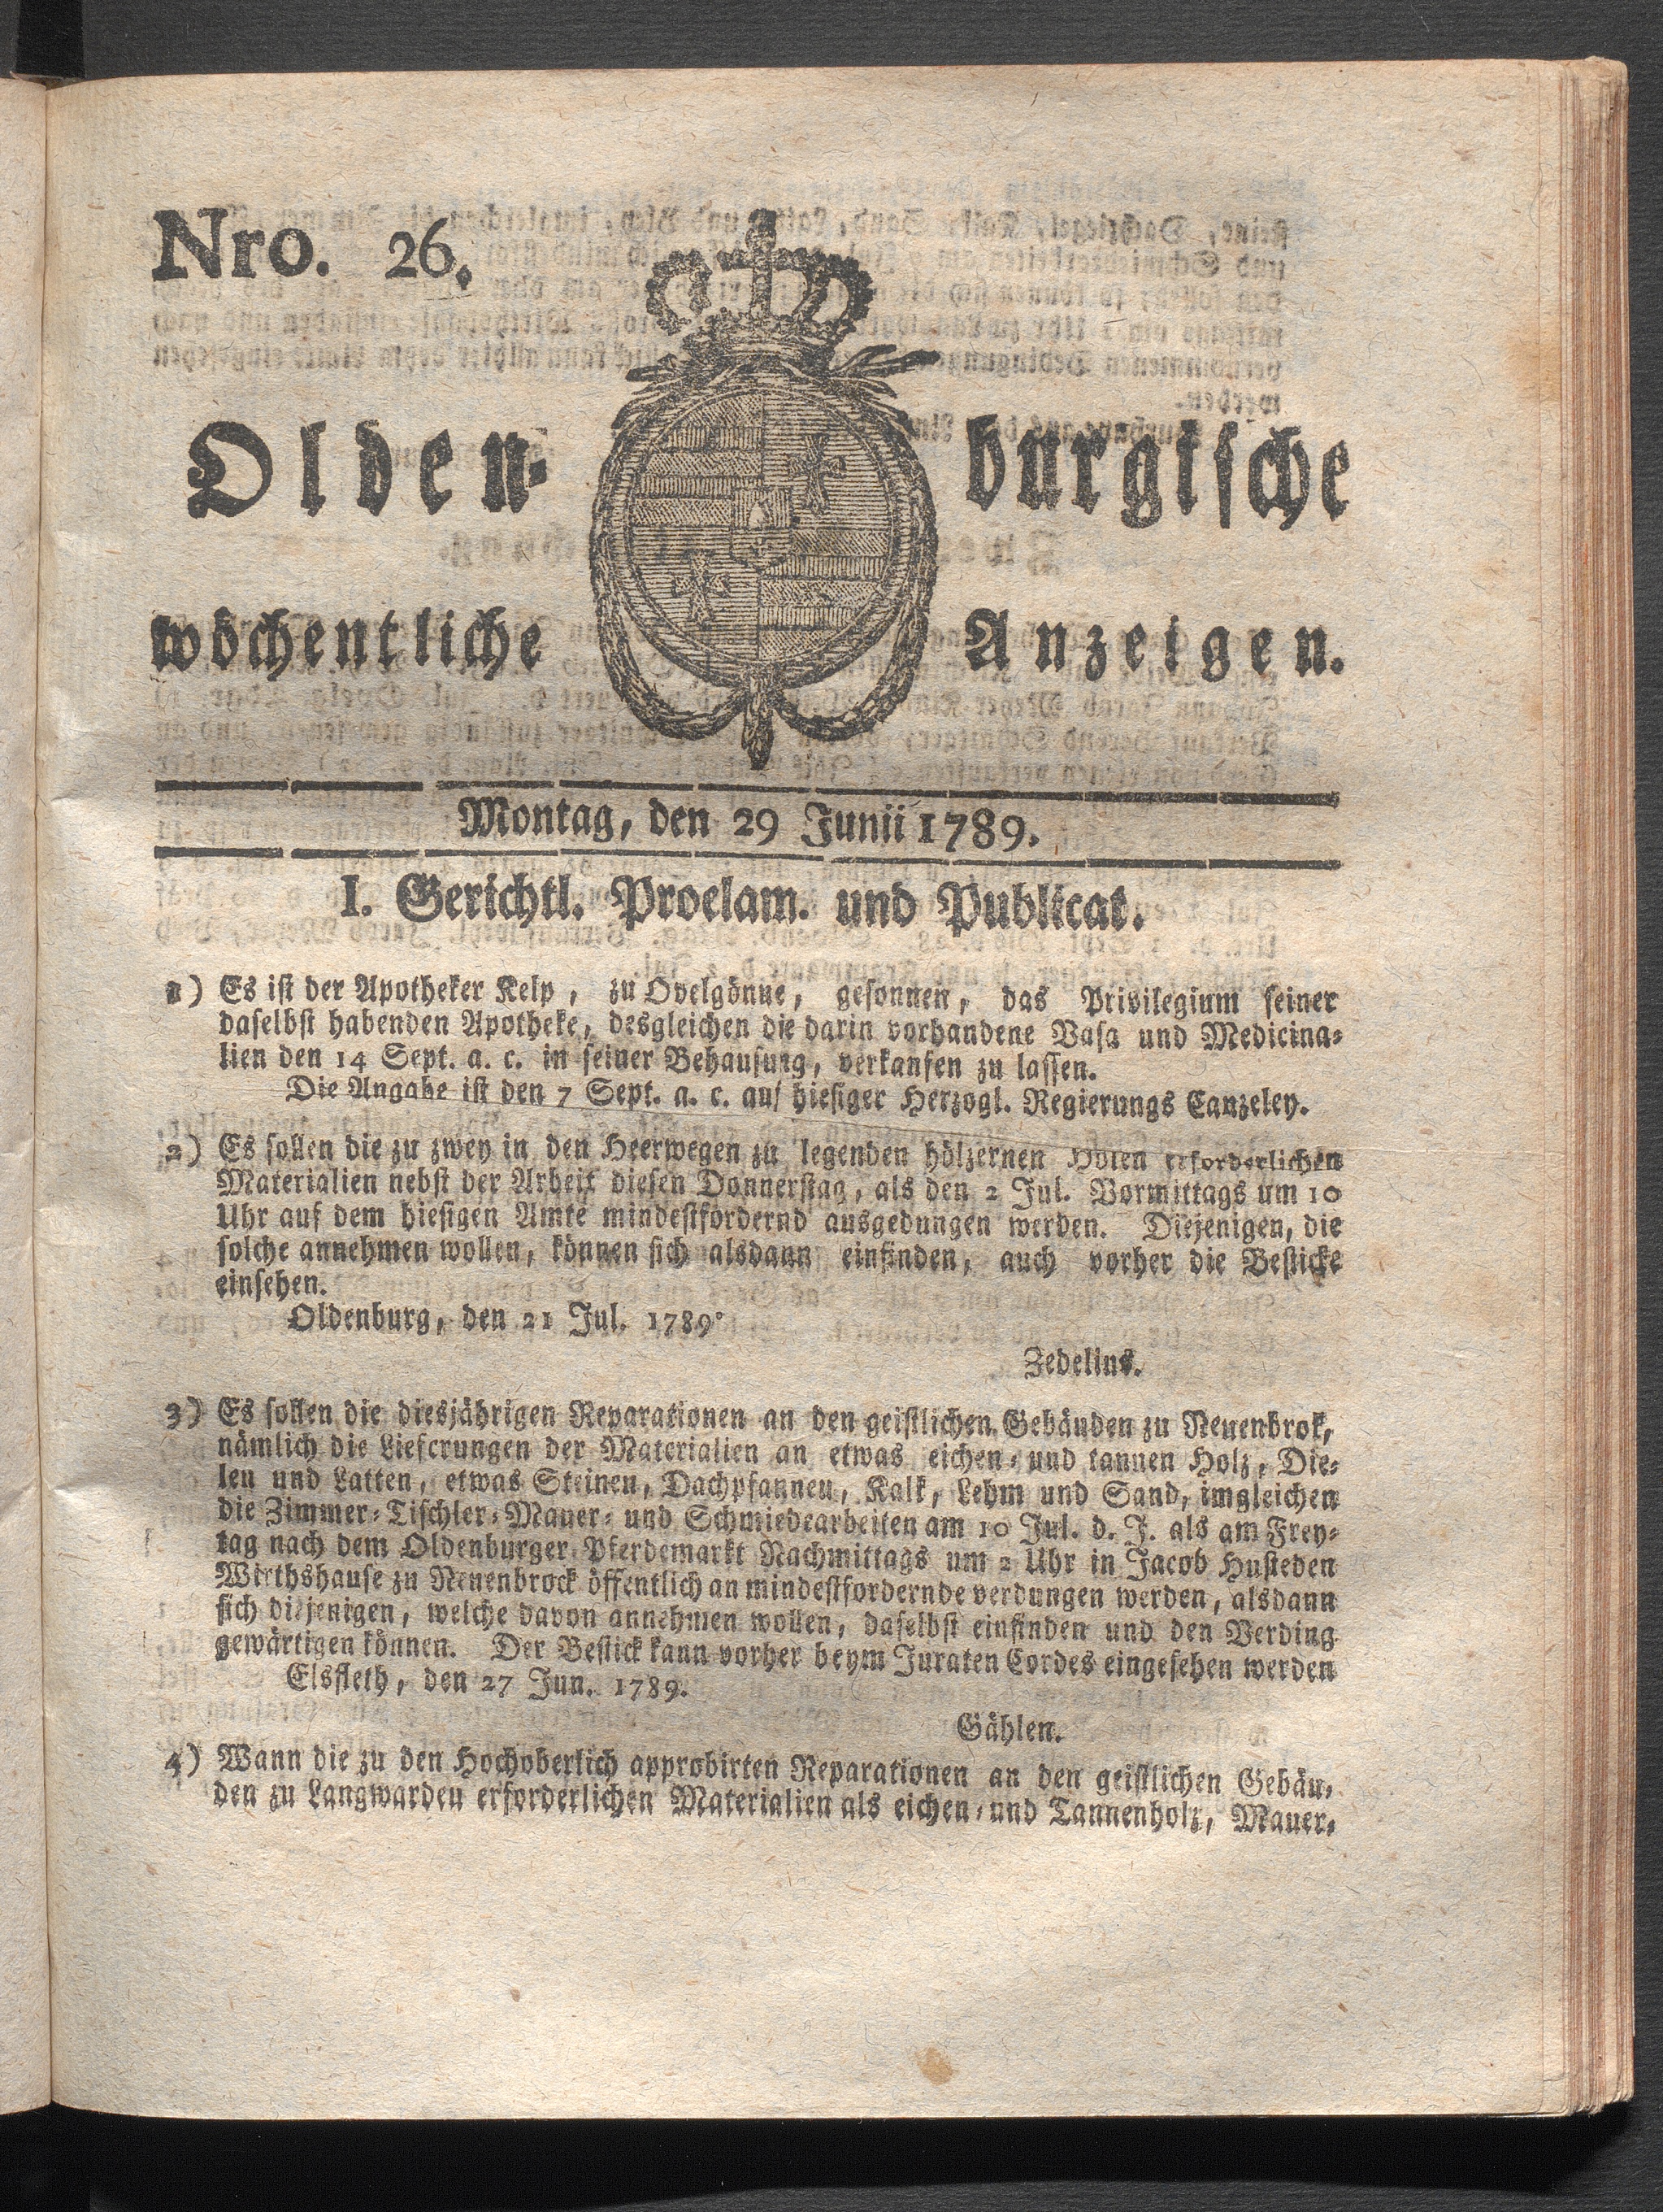 Nro. 26.
Olden- burgische
wöchentliche Anzeigen.
Montag, den 29 Junii 1789.
I. Gerichtl. Proclam. und Publicat.
1) Es ist der Apotheker Kelp, zu Ovelgönne, gesonnen, das Privilegium seiner
daselbst habenden Apotheke, desgleichen die darin vorhandene Vasa und Medicina-
lien den 14 Sept. a. c. in seiner Behausung, verkaufen zu lassen.
Die Angabe ist den 7 Sept. a. c. auf hiesiger Herzogl. Regierungs Canzeley.
2) Es sollen die zu zwey in den Heerwegen zu legenden hölzernen Hölen erforderlichen
Materialien nebst der Arbeit diesen Donnerstag, als den 2 Jul. Vormittags um 10
Uhr auf dem hiesigen Amte mindestfordernd ausgedungen werden. Diejenigen, die
solche annehmen wollen, können sich alsdann einfinden, auch vorher die Besticke
einsehen.
Oldenburg, den 21 Jul. 1789.
Zedelius.
3) Es sollen die diesjährigen Reparationen an den geistlichen Gebäuden zu Neuenbrok,
nämlich die Lieferungen der Materialien an etwas eichen- und tannen Holz, Die-
len und Latten, etwas Steinen, Dachpfannen, Kalk, Lehm und Sand, imgleichen
die Zimmer- Tischler- Mauer- und Schmiedearbeiten am 10 Jul. d. J. als am Frey-
tag nach dem Oldenburger Pferdemarkt Nachmittags um 2 Uhr in Jacob Husteden
Wirthshause zu Neuenbrock öffentlich an mindestfordernde verdungen werden, alsdann
sich diejenigen, welche davon annehmen wollen, daselbst einfinden und den Verding
gewärtigen können. Der Bestick kann vorher beym Juraten Cordes eingesehen werden
Elsfleth, den 27 Jun. 1789.
Gählen.
4) Wann die zu den Hochoberlich approbirten Reparationen an den geistlichen Gebäu-
den zu Langwarden erforderlichen Materialien als eichen- und Tannenholz, Mauer-